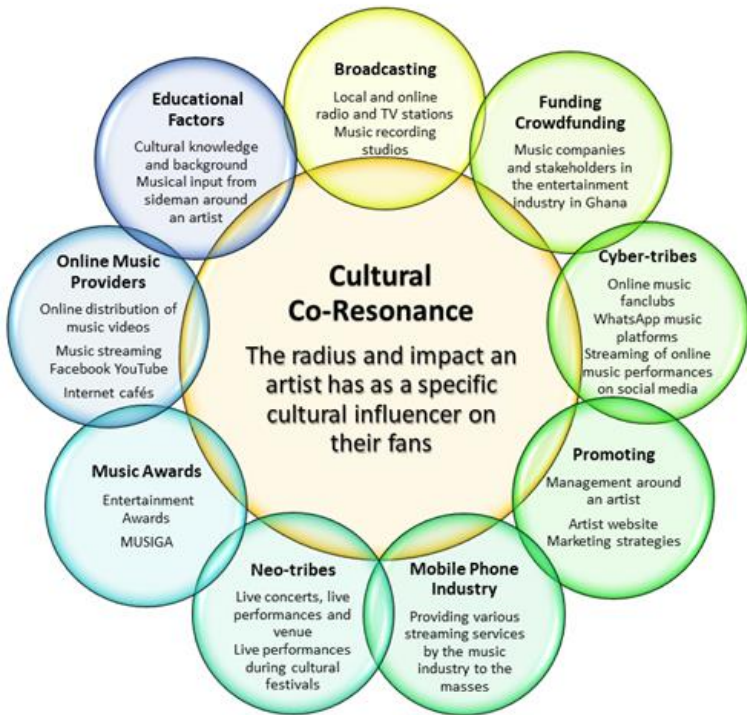 Broadcasting
Local and online
radio and TV stations
Music recording
studios
Funding
Crowdfunding
Music companies
and stakeholders in
the entertainment
industry in Ghana
Cyber-tribes
Online music
fanclubs
WhatsApp music
platforms
Streaming of online
music performances
on social media
Promoting
Management around
an artist
Artist website
Marketing strategies
Mobile Phone
Industry
Providing various
streaming services
by the music
industry to the
masses
Neo-tribes
Live concerts, live
performances and
venue
Live performances
during cultural
festivals
Music Awards
Entertainment
Awards
MUSIGA
Online Music
Providers
Online distribution of
music videos
Music streaming
Facebook YouTube
Internet cafés
Educational
Factors
Cultural knowledge
and background
Musical input from
sideman around
an artist
Cultural
Co-Resonance
The radius and impact an
artist has as a specific
cultural influencer on
their fans